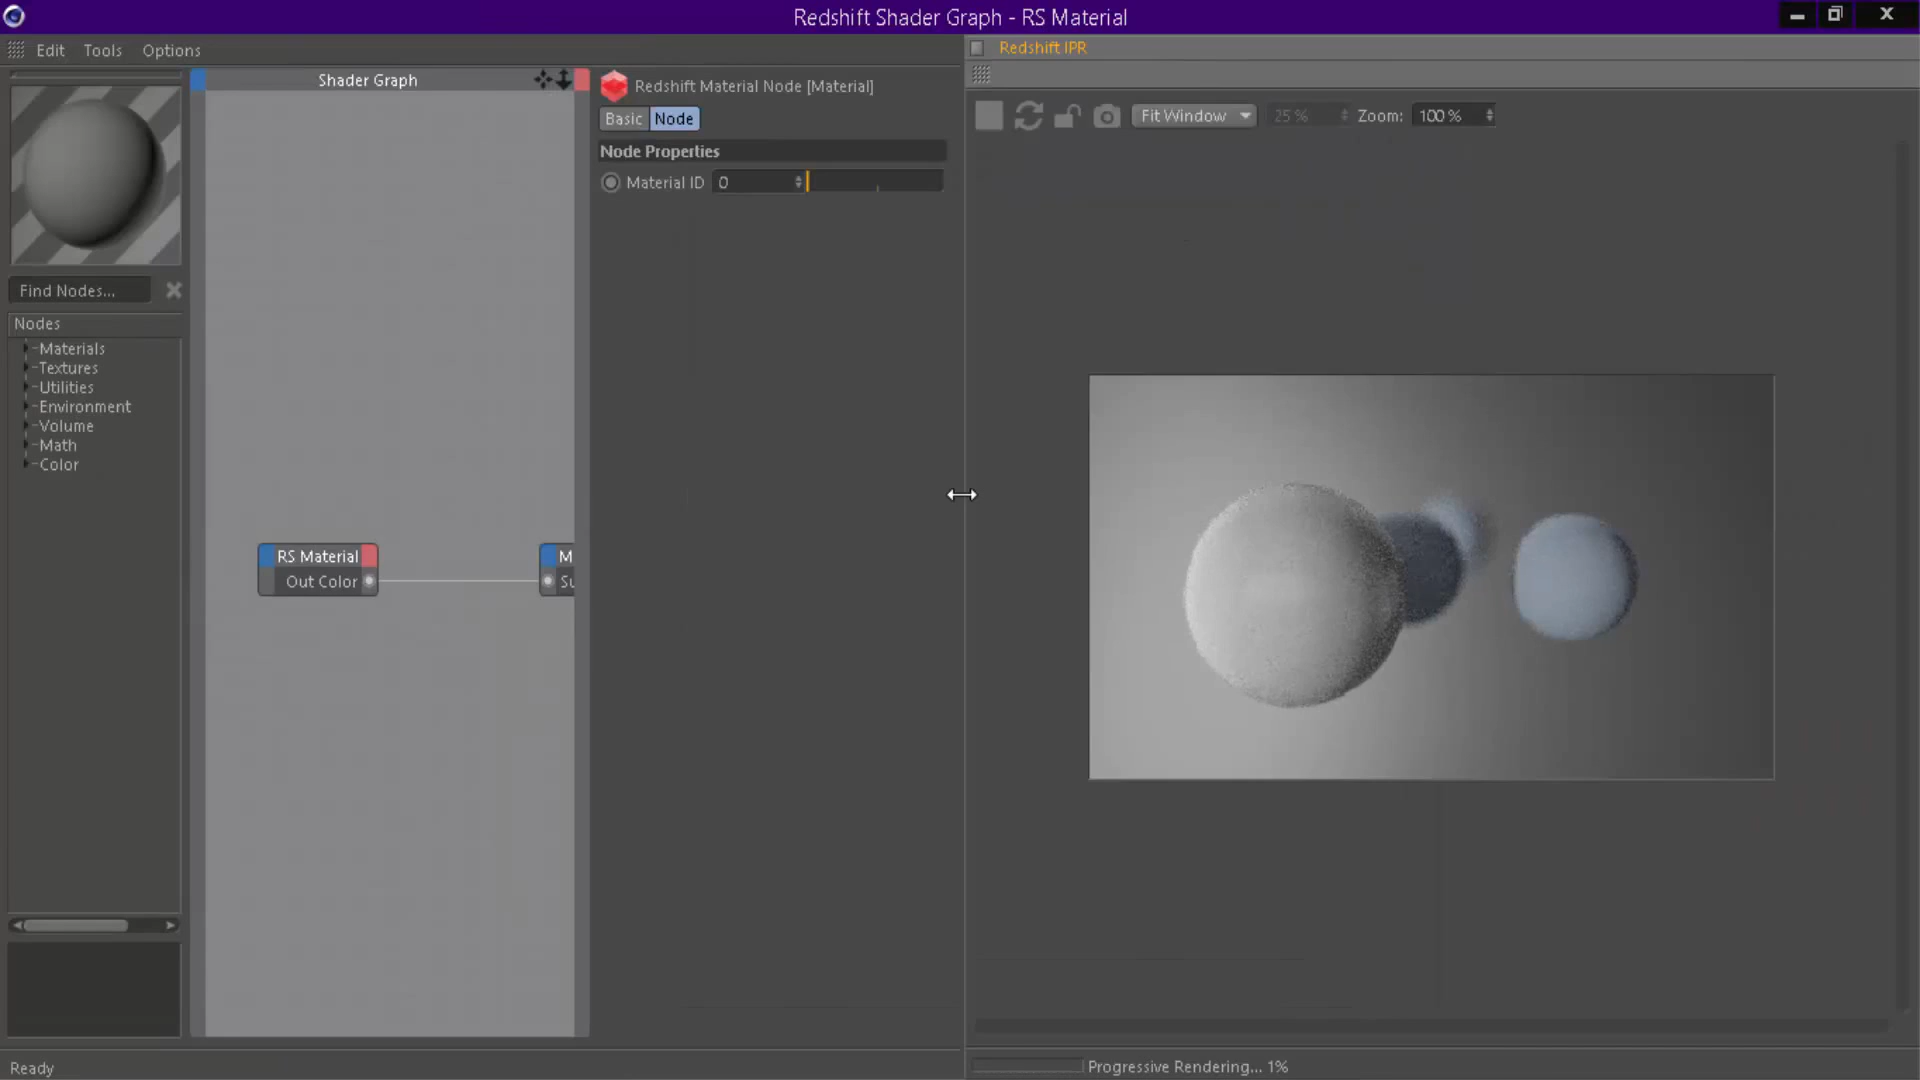 Redshift Shader Graph - RS Material
Edit Tools Options
Redshift IPR
Shader Graph
Redshift Material Node [Material]
Basic Node
Fit Window 25 % Zoom: 100 %
Node Properties
Material ID 0
Find Nodes...
Nodes
Materials
Textures
Utilities
Environment
Volume
Math
Color
RS Material
Out Color
M
Su
Ready
Progressive Rendering... 1%